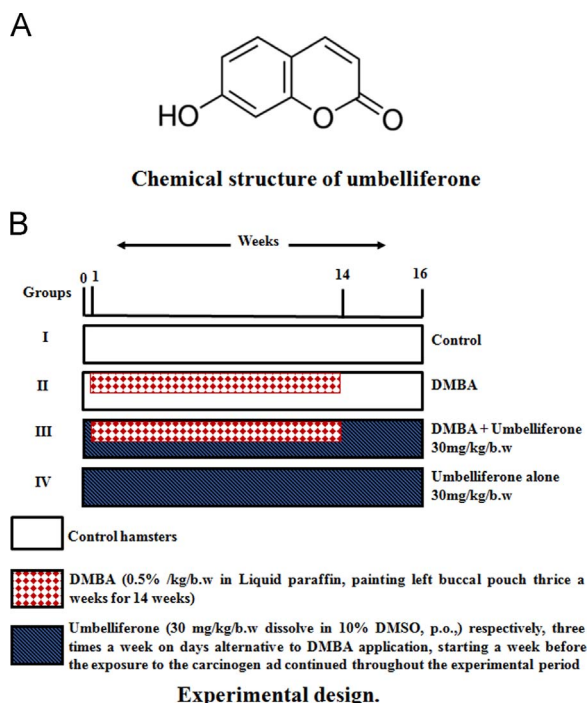 A
HO
O
O
Chemical structure of umbelliferone
B
Weeks
0 1 14 16
Groups
I Control
II DMBA
III DMBA + Umbelliferone
30mg/kg/b.w
IV Umbelliferone alone
30mg/kg/b.w
Control hamsters
DMBA (0.5% /kg/b.w in Liquid paraffin, painting left buccal pouch thrice a
weeks for 14 weeks)
Umbelliferone (30 mg/kg/b.w dissolve in 10% DMSO, p.o.,) respectively, three
times a week on days alternative to DMBA application, starting a week before
the exposure to the carcinogen ad continued throughout the experimental period
Experimental design.